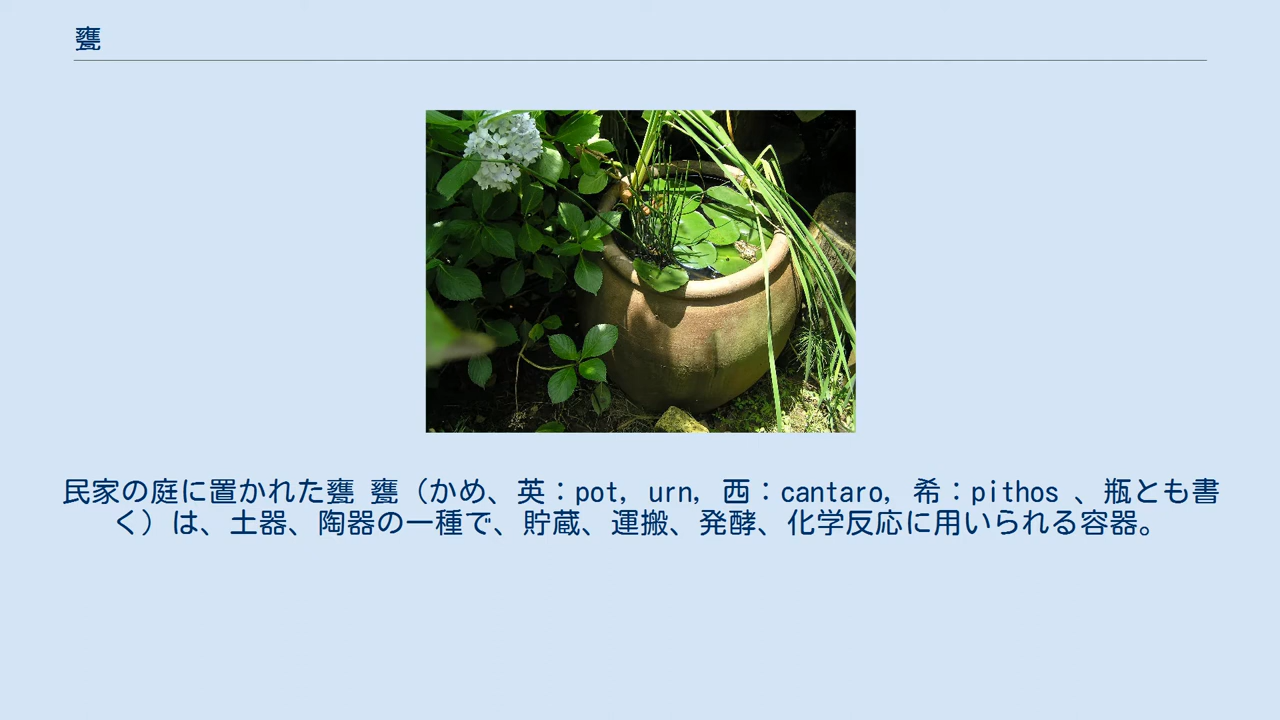 甕
民家の庭に置かれた甕 甕（かめ、英：pot, urn, 西：cantaro, 希：pithos 、瓶とも書
く）は、土器、陶器の一種で、貯蔵、運搬、発酵、化学反応に用いられる容器。